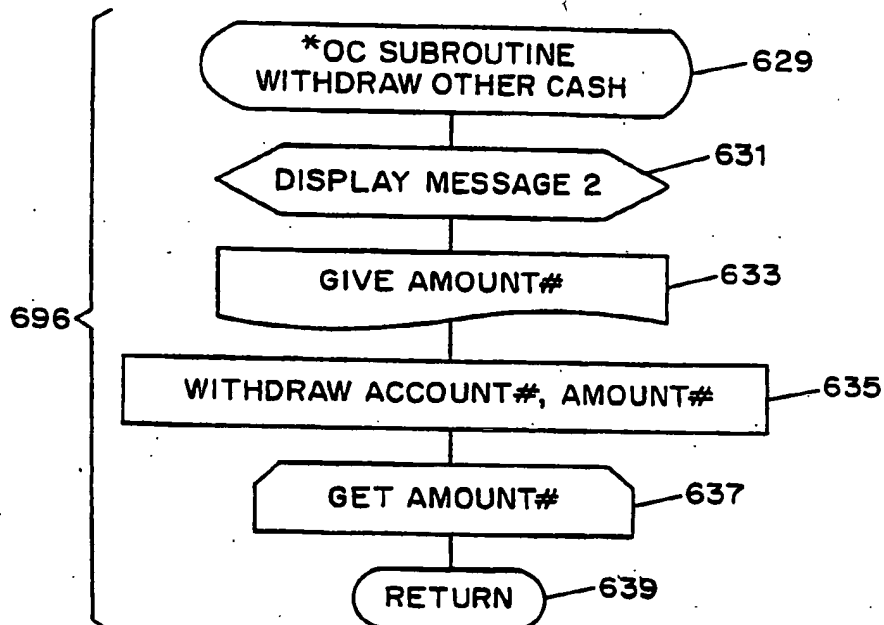 *OC SUBROUTINE
WITHDRAW OTHER CASH
629
DISPLAY MESSAGE 2
631
GIVE AMOUNT#
633
696
WITHDRAW ACCOUNT#, AMOUNT#
635
GET AMOUNT#
637
RETURN
639